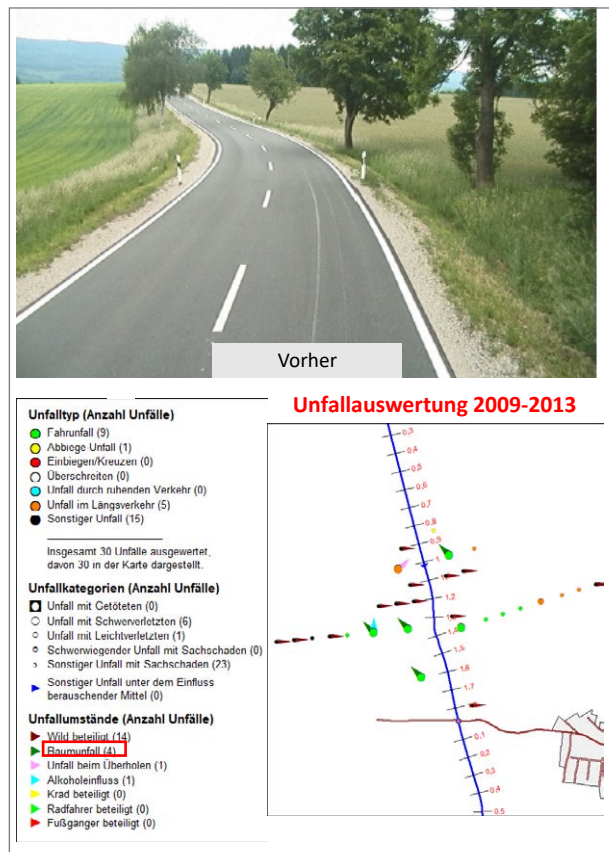 Vorher
Unfallauswertung 2009-2013
Unfalltyp (Anzahl Unfälle)
Fahrunfall (9)
Abbiege-Unfall (1)
Einbiegen/Kreuzen (0)
Überschreiten (0)
Unfall durch ruhenden Verkehr (0)
Unfall im Längsverkehr (5)
Sonstiger Unfall (15)
Insgesamt 30 Unfälle ausgewertet,
davon 30 in der Karte dargestellt.
Unfallkategorien (Anzahl Unfälle)
Unfall mit Getöteten (0)
Unfall mit Schwerverletzten (6)
Unfall mit Leichtverletzten (1)
Schwerwiegender Unfall mit Sachschaden (0)
Sonstiger Unfall mit Sachschaden (23)
Sonstiger Unfall unter dem Einfluss
berauschender Mittel (0)
Unfallumstände (Anzahl Unfälle)
Wild beteiligt (14)
Baumunfall (4)
Unfall beim Überholen (1)
Alkoholeinfluss (1)
Krad beteiligt (0)
Radfahrer beteiligt (0)
Fußgänger beteiligt (0)
0,3
0,4
0,5
0,6
0,7
0,8
0,9
1
1,2
1,3
1,4
1,5
1,6
1,7
0,1
0,2
0,3
0,4
0,5